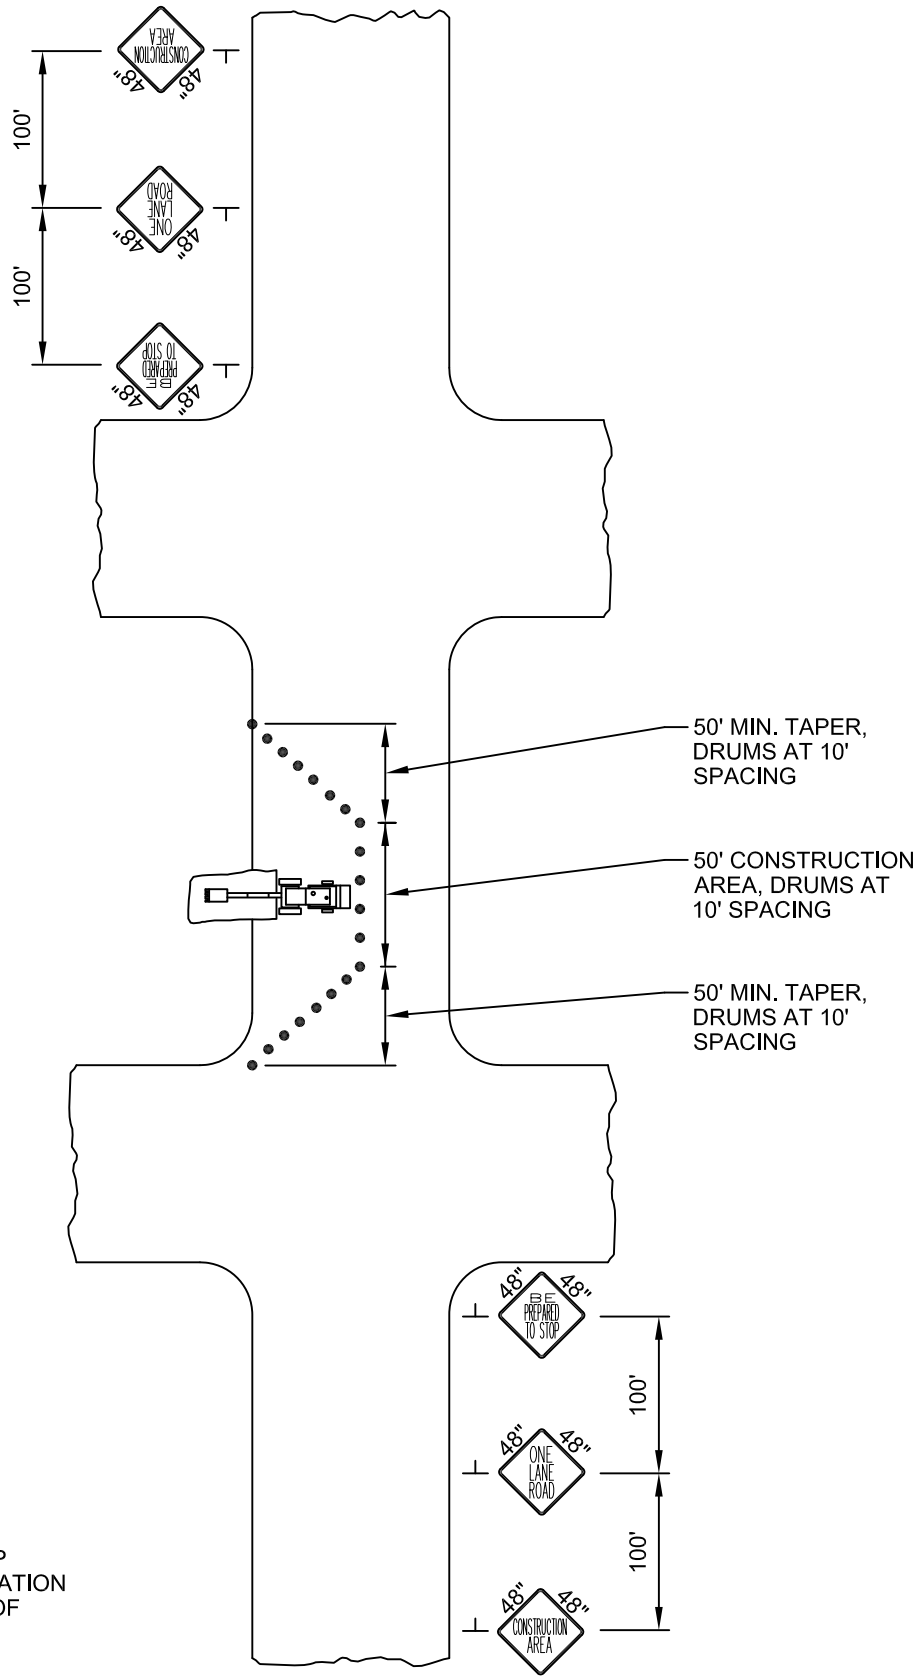 CONSTRUCTION
AREA
48"
48"
100'
ONE
LANE
ROAD
48"
48"
100'
BE
PREPARED
TO STOP
48"
48"
50' MIN. TAPER,
DRUMS AT 10'
SPACING
50' CONSTRUCTION
AREA, DRUMS AT
10' SPACING
50' MIN. TAPER,
DRUMS AT 10'
SPACING
48"
48"
BE
PREPARED
TO STOP
100'
48"
48"
ONE
LANE
ROAD
100'
48"
48"
CONSTRUCTION
AREA
P
ATION
OF